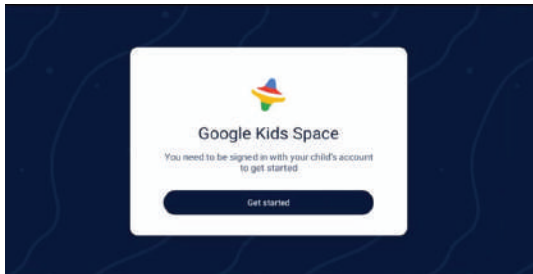 Google Kids Space
You need to be signed in with your child's account
to get started
Get started